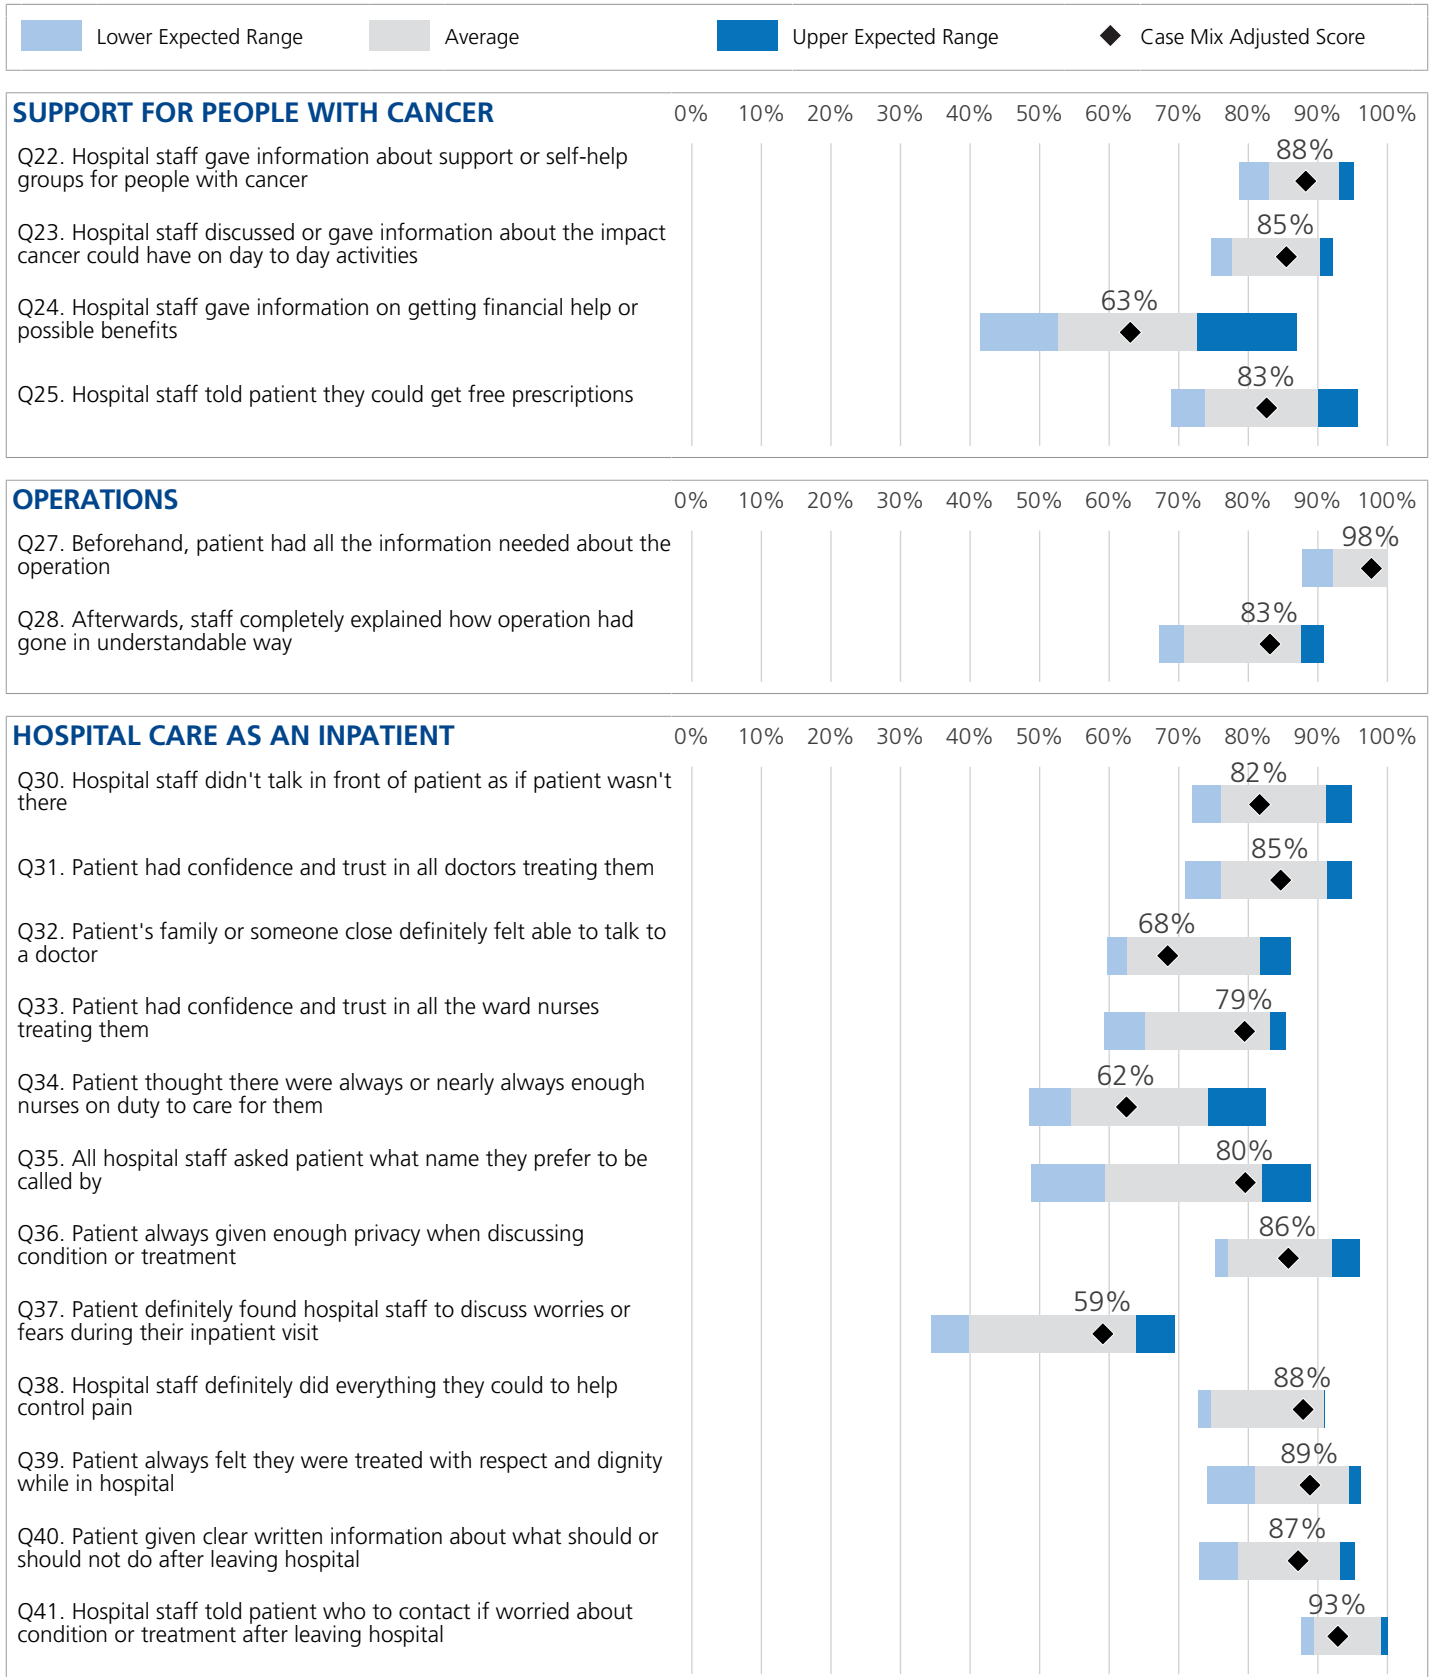 Lower Expected Range Average Upper Expected Range Case Mix Adjusted Score
SUPPORT FOR PEOPLE WITH CANCER 0% 10% 20% 30% 40% 50% 60% 70% 80% 90% 100%
Q22. Hospital staff gave information about support or self-help
groups for people with cancer
88%
Q23. Hospital staff discussed or gave information about the impact
cancer could have on day to day activities
85%
Q24. Hospital staff gave information on getting financial help or
possible benefits
63%
Q25. Hospital staff told patient they could get free prescriptions
83%
OPERATIONS 0% 10% 20% 30% 40% 50% 60% 70% 80% 90% 100%
Q27. Beforehand, patient had all the information needed about the
operation
98%
Q28. Afterwards, staff completely explained how operation had
gone in understandable way
83%
HOSPITAL CARE AS AN INPATIENT 0% 10% 20% 30% 40% 50% 60% 70% 80% 90% 100%
Q30. Hospital staff didn't talk in front of patient as if patient wasn't
there
82%
Q31. Patient had confidence and trust in all doctors treating them
85%
Q32. Patient's family or someone close definitely felt able to talk to
a doctor
68%
Q33. Patient had confidence and trust in all the ward nurses
treating them
79%
Q34. Patient thought there were always or nearly always enough
nurses on duty to care for them
62%
Q35. All hospital staff asked patient what name they prefer to be
called by
80%
Q36. Patient always given enough privacy when discussing
condition or treatment
86%
Q37. Patient definitely found hospital staff to discuss worries or
fears during their inpatient visit
59%
Q38. Hospital staff definitely did everything they could to help
control pain
88%
Q39. Patient always felt they were treated with respect and dignity
while in hospital
89%
Q40. Patient given clear written information about what should or
should not do after leaving hospital
87%
Q41. Hospital staff told patient who to contact if worried about
condition or treatment after leaving hospital
93%